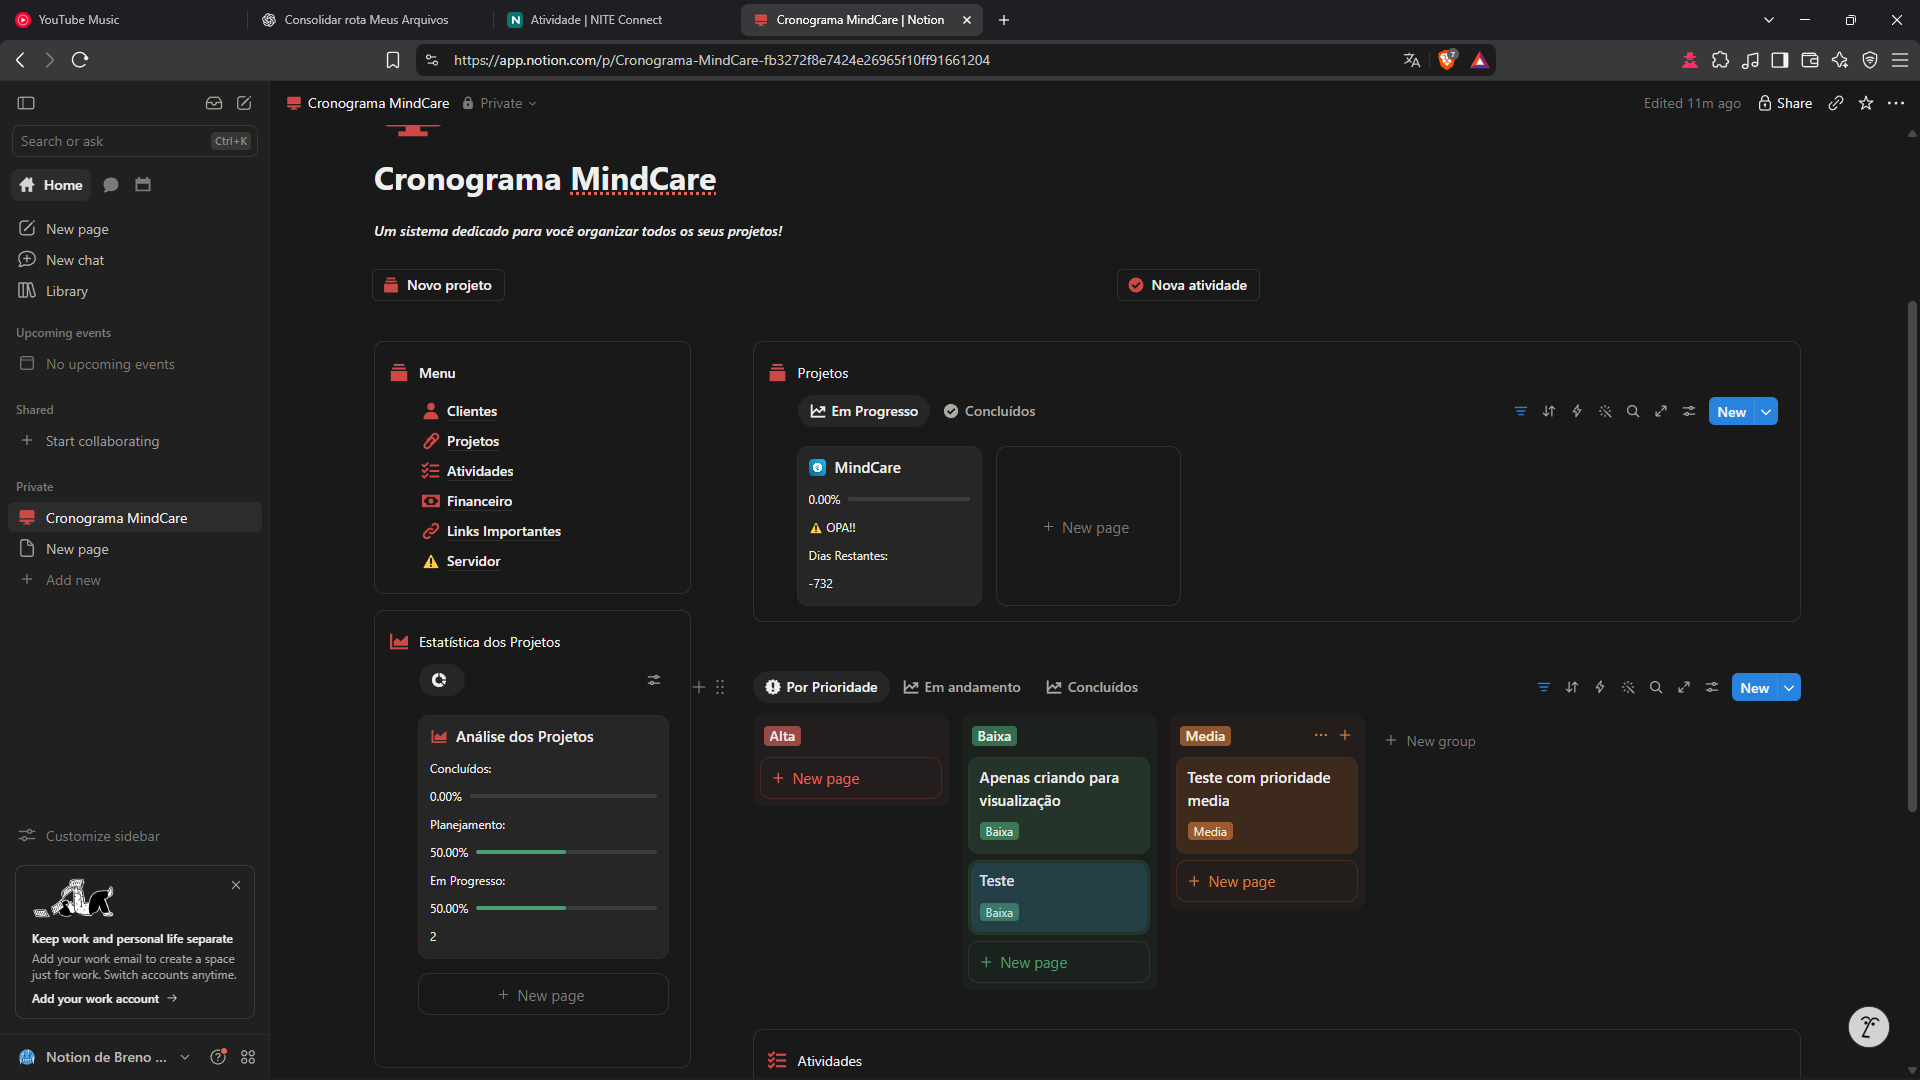 YouTube Music
Consolidar rota Meus Arquivos
Atividade | NITE Connect
Cronograma MindCare | Notion
https://app.notion.com/p/Cronograma-MindCare-fb3272f8e7424e26965f10ff91661204
7
Cronograma MindCare
Private
Edited 11m ago
Share
Search or ask
Ctrl+K
Home
New page
New chat
Library
Upcoming events
No upcoming events
Shared
Start collaborating
Private
Cronograma MindCare
New page
Add new
Customize sidebar
Keep work and personal life separate
Add your work email to create a space
just for work. Switch accounts anytime.
Add your work account →
Notion de Breno ...
Cronograma MindCare
Um sistema dedicado para você organizar todos os seus projetos!
Novo projeto
Nova atividade
Menu
Clientes
Projetos
Atividades
Financeiro
Links Importantes
Servidor
Estatística dos Projetos
Análise dos Projetos
Concluídos:
0.00%
Planejamento:
50.00%
Em Progresso:
50.00%
2
New page
Projetos
Em Progresso
Concluídos
New
MindCare
0.00%
OPA!!
Dias Restantes:
-732
New page
Por Prioridade
Em andamento
Concluídos
New
Alta
New page
Baixa
Apenas criando para
visualização
Baixa
Teste
Baixa
New page
Media
Teste com prioridade
media
Media
New page
New group
Atividades